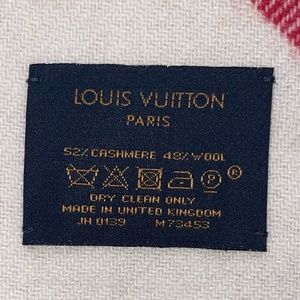 LOUIS VUITTON
PARIS
52% CASHMERE 48% WOOL
P ®
DRY CLEAN ONLY
MADE IN UNITED KINGDOM
JH 0139 M73453